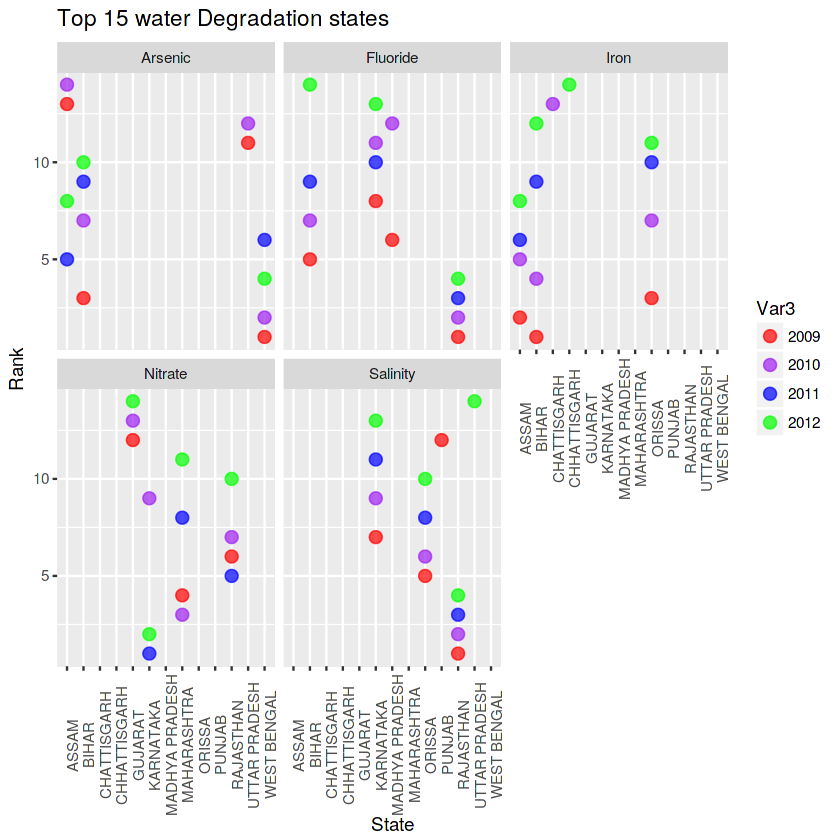 Top 15 water Degradation states
Arsenic
Fluoride
Iron
10
5
Rank
Nitrate
Salinity
10
5
ASSAM
BIHAR
CHATTISGARH
CHHATTISGARH
GUJARAT
KARNATAKA
MADHYA PRADESH
MAHARASHTRA
ORISSA
PUNJAB
RAJASTHAN
UTTAR PRADESH
WEST BENGAL
ASSAM
BIHAR
CHATTISGARH
CHHATTISGARH
GUJARAT
KARNATAKA
MADHYA PRADESH
MAHARASHTRA
ORISSA
PUNJAB
RAJASTHAN
UTTAR PRADESH
WEST BENGAL
ASSAM
BIHAR
CHATTISGARH
CHHATTISGARH
GUJARAT
KARNATAKA
MADHYA PRADESH
MAHARASHTRA
ORISSA
PUNJAB
RAJASTHAN
UTTAR PRADESH
WEST BENGAL
State
Var3
2009
2010
2011
2012